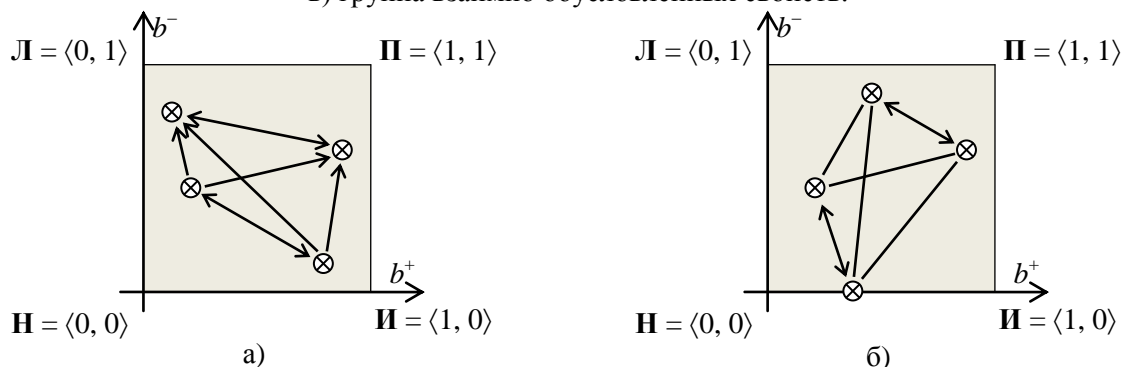 b⁻ b⁻
Л = ⟨0, 1⟩ П = ⟨1, 1⟩ Л = ⟨0, 1⟩ П = ⟨1, 1⟩
b⁺ b⁺
Н = ⟨0, 0⟩ И = ⟨1, 0⟩ Н = ⟨0, 0⟩ И = ⟨1, 0⟩
а) б)